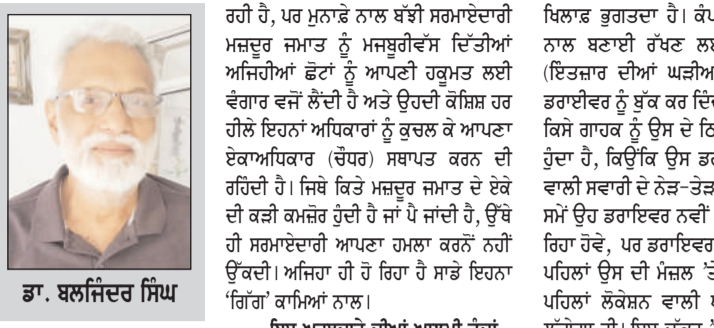 ਡਾ. ਬਲਜਿੰਦਰ ਸਿੰਘ
ਰਹੀ ਹੈ, ਪਰ ਮੁਨਾਫ਼ੇ ਨਾਲ ਬੱਝੀ ਸਰਮਾਏਦਾਰੀ
ਮਜ਼ਦੂਰ ਜਮਾਤ ਨੂੰ ਮਜਬੂਰੀਵੱਸ ਦਿੱਤੀਆਂ
ਅਜਿਹੀਆਂ ਛੋਟਾਂ ਨੂੰ ਆਪਣੀ ਹਕੂਮਤ ਲਈ
ਵੰਗਾਰ ਵਜੋਂ ਲੈਂਦੀ ਹੈ ਅਤੇ ਉਹਦੀ ਕੋਸ਼ਿਸ਼ ਹਰ
ਹੀਲੇ ਇਹਨਾਂ ਅਧਿਕਾਰਾਂ ਨੂੰ ਕੁਚਲ ਕੇ ਆਪਣਾ
ਏਕਾਅਧਿਕਾਰ (ਚੌਧਰ) ਸਥਾਪਤ ਕਰਨ ਦੀ
ਰਹਿੰਦੀ ਹੈ। ਜਿਥੇ ਕਿਤੇ ਮਜ਼ਦੂਰ ਜਮਾਤ ਦੇ ਏਕੇ
ਦੀ ਕੜੀ ਕਮਜ਼ੋਰ ਹੁੰਦੀ ਹੈ ਜਾਂ ਪੈ ਜਾਂਦੀ ਹੈ, ਉੱਥੇ
ਹੀ ਸਰਮਾਏਦਾਰੀ ਆਪਣਾ ਹਮਲਾ ਕਰਨੋਂ ਨਹੀਂ
ਉੱਕਦੀ। ਅਜਿਹਾ ਹੀ ਹੋ ਰਿਹਾ ਹੈ ਸਾਡੇ ਇਹਨਾ
‘ਗਿੱਗ’ ਕਾਮਿਆਂ ਨਾਲ।
ਖਿਲਾਫ਼ ਭੁਗਤਦਾ ਹੈ।
ਨਾਲ ਬਣਾਈ ਰੱਖਣ
(ਇੰਤਜ਼ਾਰ ਦੀਆਂ
ਡਰਾਈਵਰ ਨੂੰ ਬੁੱਕ ਕਰ
ਕਿਸੇ ਗਾਹਕ ਨੂੰ ਉਸ ਦੇ
ਹੁੰਦਾ ਹੈ, ਕਿਉਂਕਿ ਉਸ
ਵਾਲੀ ਸਵਾਰੀ ਦੇ ਨੇੜ-ਤੇੜ
ਸਮੇਂ ਉਹ ਡਰਾਇਵਰ ਨਵੀਂ
ਰਿਹਾ ਹੋਵੇ, ਪਰ ਡਰਾਇਵਰ
ਪਹਿਲਾਂ ਉਸ ਦੀ ਮੰਜ਼ਲ ’ਤੇ
ਪਹਿਲਾਂ ਲੋਕੇਸ਼ਨ ਵਾਲੀ